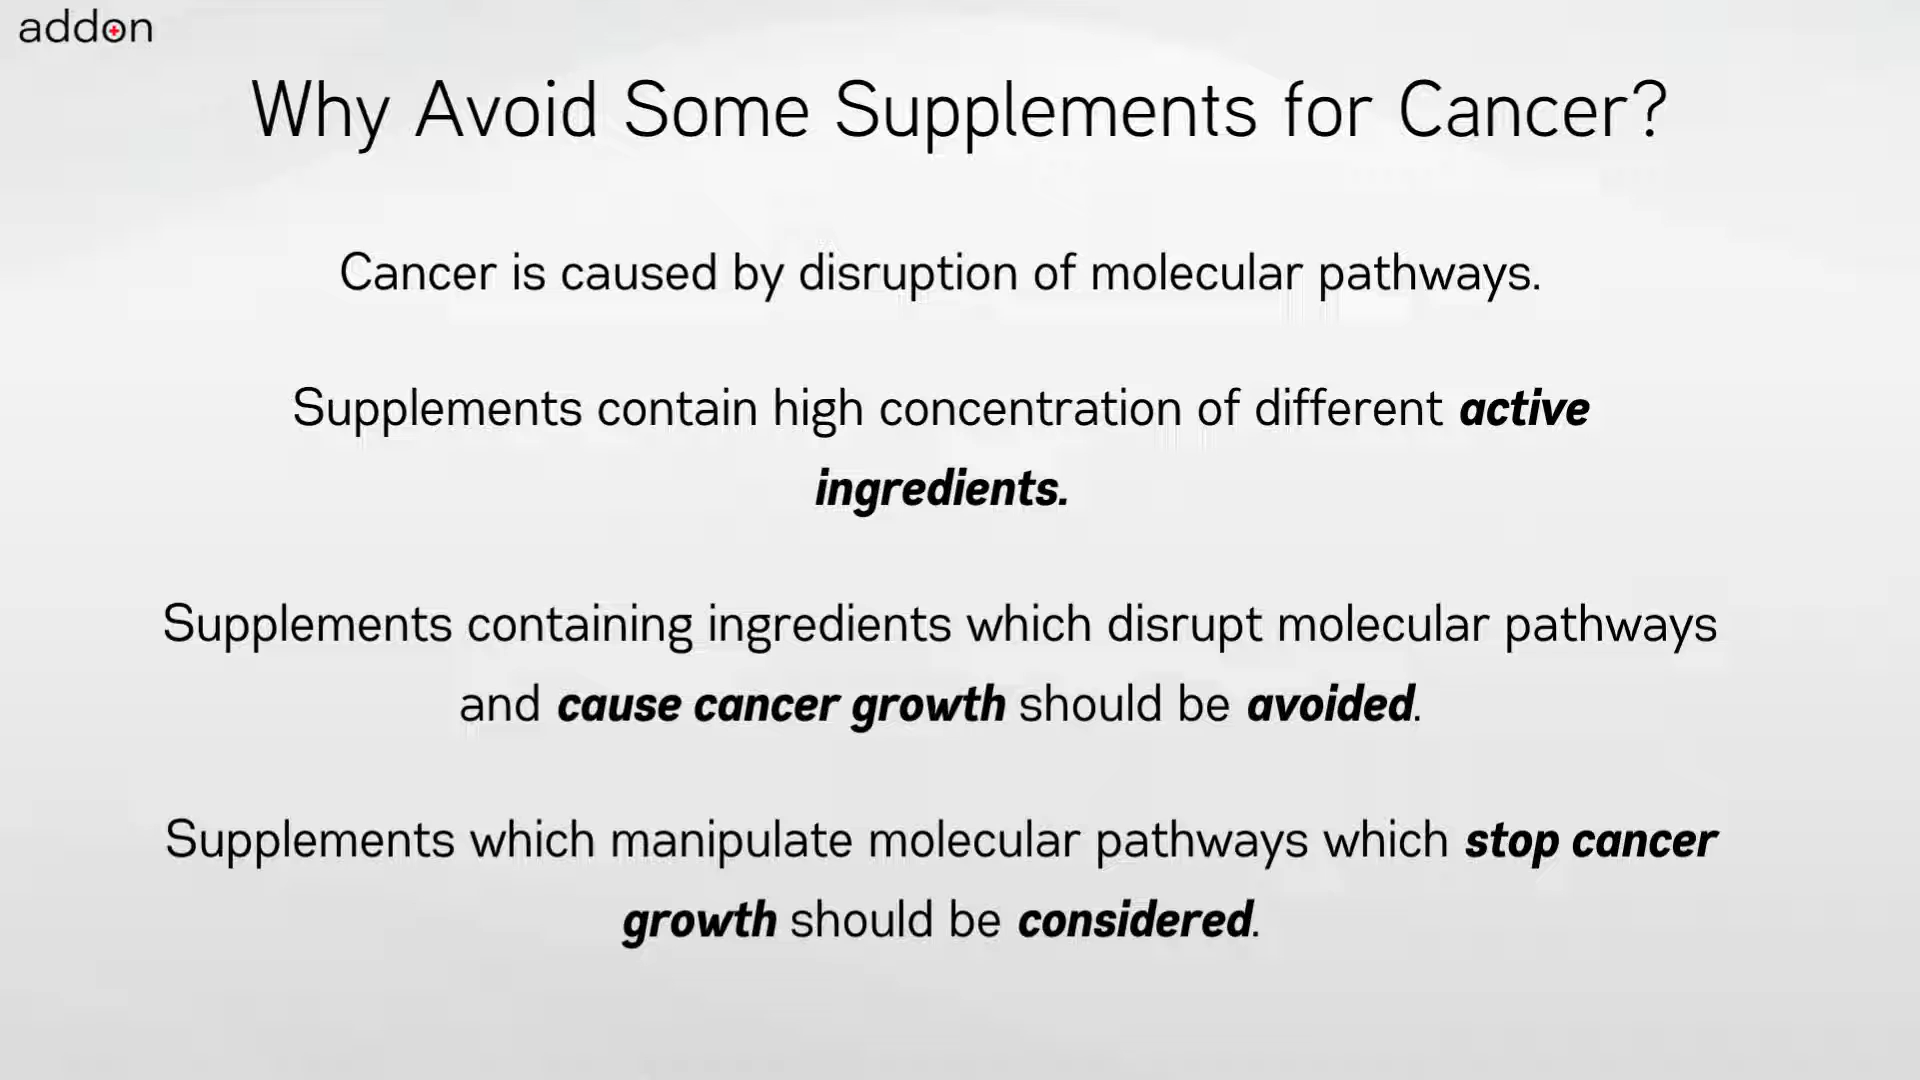 addon
Why Avoid Some Supplements for Cancer?
Cancer is caused by disruption of molecular pathways.
Supplements contain high concentration of different active
ingredients.
Supplements containing ingredients which disrupt molecular pathways
and cause cancer growth should be avoided.
Supplements which manipulate molecular pathways which stop cancer
growth should be considered.